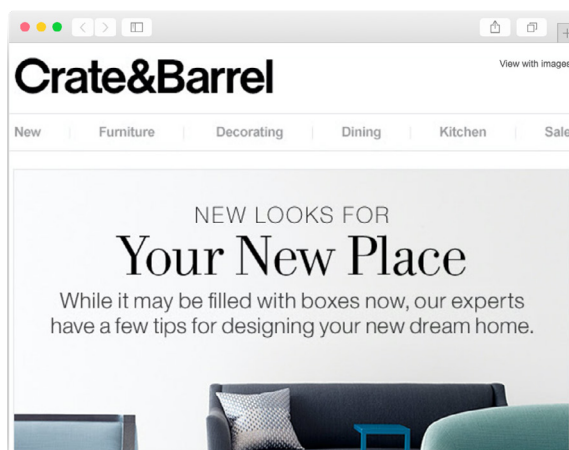 Crate&Barrel
View with images
New
Furniture
Decorating
Dining
Kitchen
Sale
NEW LOOKS FOR
Your New Place
While it may be filled with boxes now, our experts
have a few tips for designing your new dream home.